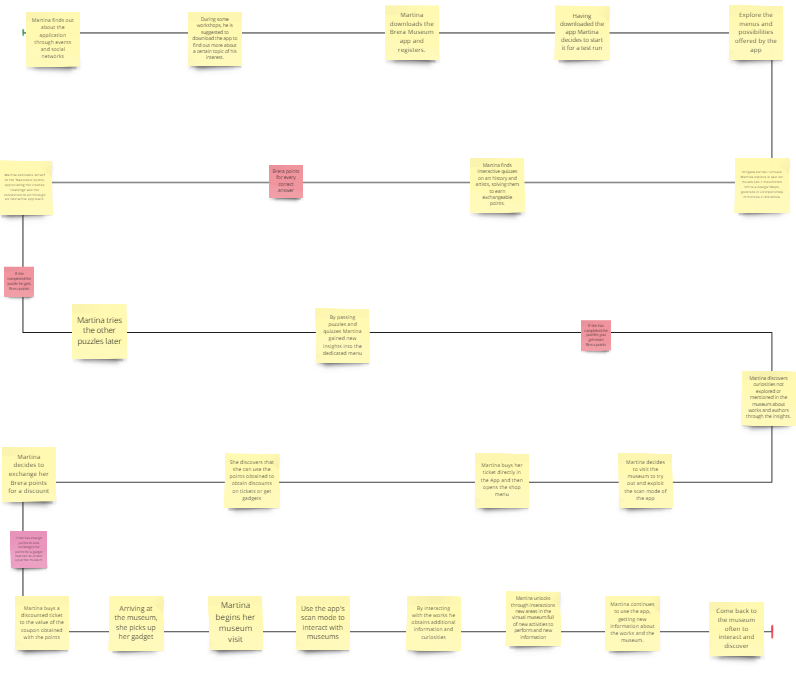 Martina finds out
about the
application
through events
and social
networks
During some
workshops, he is
suggested to
download the app to
find out more about
a certain topic of his
interest.
Martina
downloads the
Brera Museum
app and
registers.
Having
downloaded the
app Martina
decides to start
it for a test run
Explore the
menus and
possibilities
offered by the
app
Brera points
for every
correct
answer
Martina finds
interactive quizzes
on art history and
artists, solving them
to earn
exchangeable
points.
Martina tries
the other
puzzles later
By passing
puzzles and
quizzes Martina
gained new
insights into the
dedicated menu
Martina discovers
curiosities not
explored or
mentioned in the
museum about
works and authors
through the insights.
Martina
decides to
exchange her
Brera points
for a discount
She discovers that
she can use the
points obtained to
obtain discounts
on tickets or get
gadgets
Martina buys her
ticket directly in
the App and then
opens the shop
menu
Martina decides
to visit the
museum to try
out and exploit
the scan mode of
the app
Martina buys a
discounted ticket
to the value of the
coupon obtained
with the points
Arriving at
the museum,
she picks up
her gadget
Martina
begins her
museum
visit
Use the app's
scan mode to
interact with
museums
By interacting
with the works he
obtains additional
information and
curiosities
Martina unlocks
through interactions
new areas in the
virtual museum full
of new activities to
perform and new
information
Martina continues
to use the app,
getting new
information about
the works and the
museum.
Come back to
the museum
often to
interact and
discover